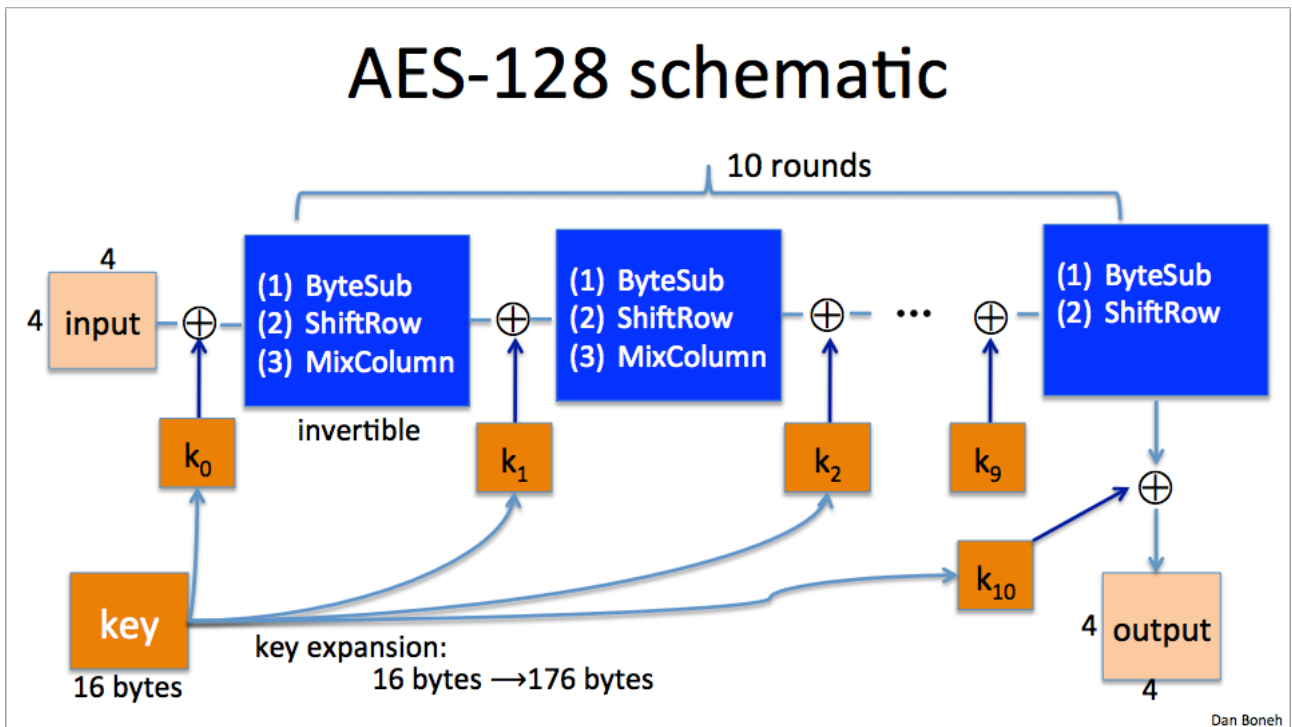 AES-128 schematic
10 rounds
4
4
input
(1) ByteSub
(2) ShiftRow
(3) MixColumn
invertible
(1) ByteSub
(2) ShiftRow
(3) MixColumn
...
(1) ByteSub
(2) ShiftRow
k0
k1
k2
k9
k10
key
16 bytes
key expansion:
16 bytes ⟶176 bytes
4
output
4
Dan Boneh